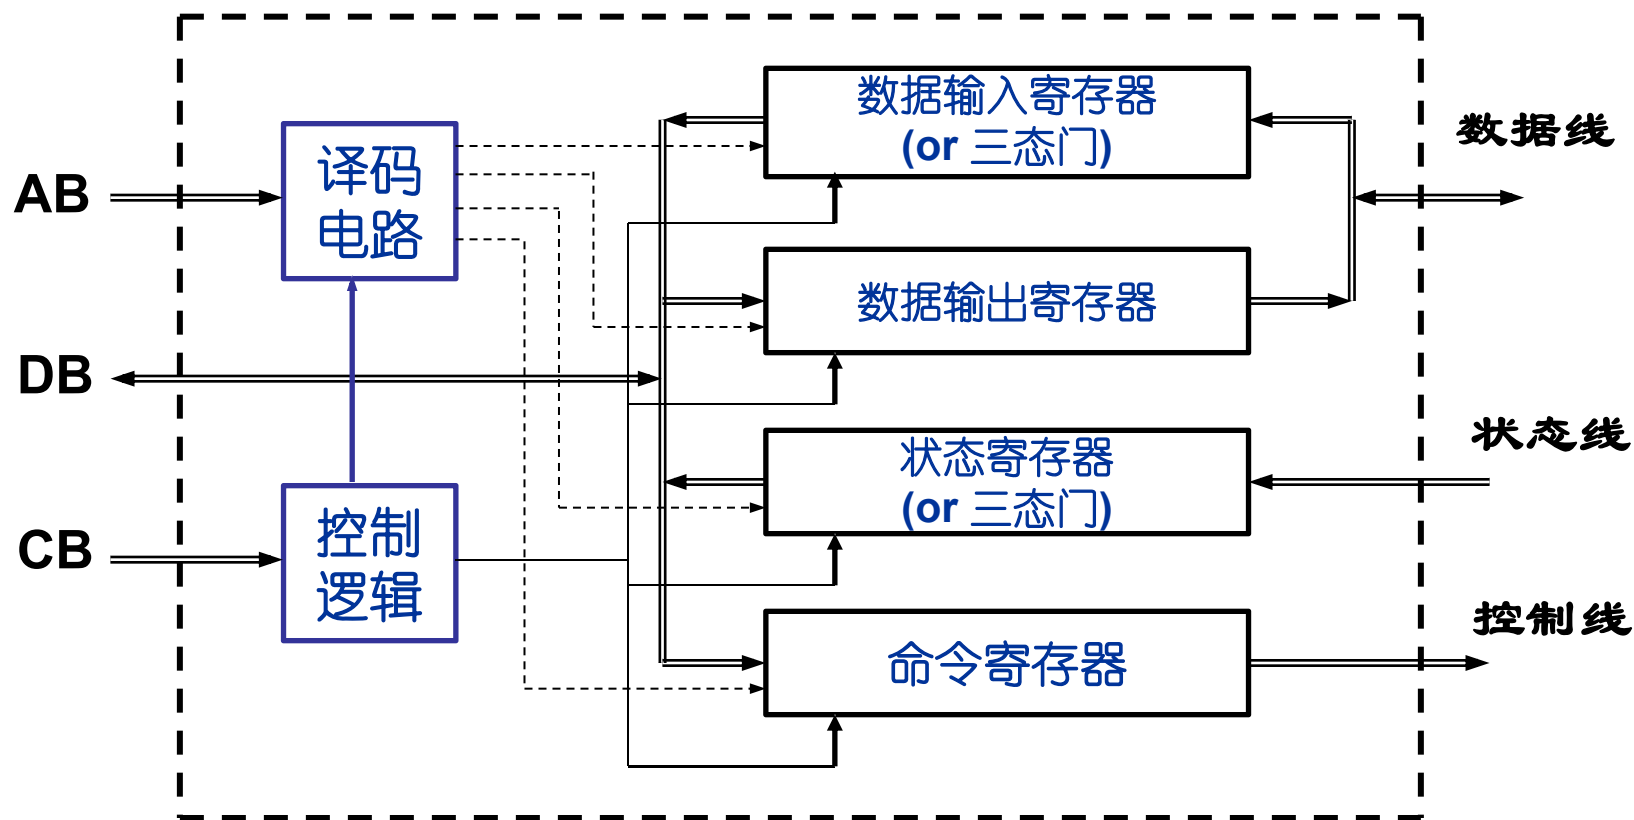 AB
DB
CB
译码
电路
控制
逻辑
数据输入寄存器
(or 三态门)
数据输出寄存器
状态寄存器
(or 三态门)
命令寄存器
数据线
状态线
控制线